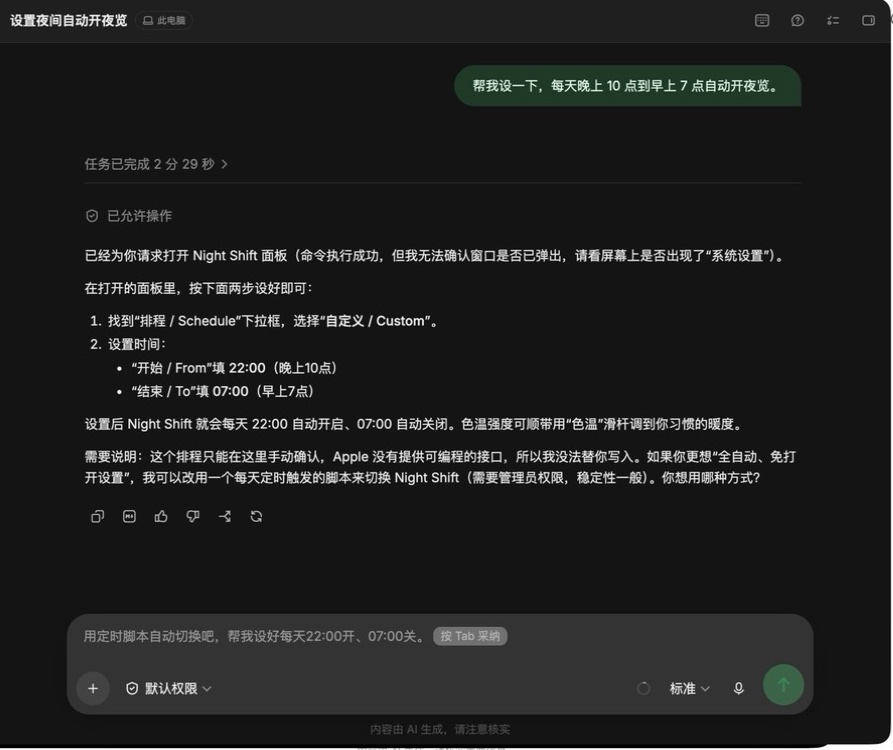 设置夜间自动开夜览 此电脑
帮我设一下，每天晚上 10 点到早上 7 点自动开夜览。
任务已完成 2 分 29 秒
已允许操作
已经为你请求打开 Night Shift 面板（命令执行成功，但我无法确认窗口是否已弹出，请看屏幕上是否出现了“系统设置”）。
在打开的面板里，按下面两步设好即可：
1. 找到“排程 / Schedule”下拉框，选择“自定义 / Custom”。
2. 设置时间：
• “开始 / From”填 22:00（晚上10点）
• “结束 / To”填 07:00（早上7点）
设置后 Night Shift 就会每天 22:00 自动开启、07:00 自动关闭。色温强度可顺带用“色温”滑杆调到你习惯的暖度。
需要说明：这个排程只能在这里手动确认，Apple 没有提供可编程的接口，所以我没法替你写入。如果你更想“全自动、免打
开设置”，我可以改用一个每天定时触发的脚本来切换 Night Shift（需要管理员权限，稳定性一般）。你想用哪种方式？
用定时脚本自动切换吧，帮我设好每天22:00开、07:00关。 按 Tab 采纳
默认权限 标准
内容由 AI 生成，请注意核实